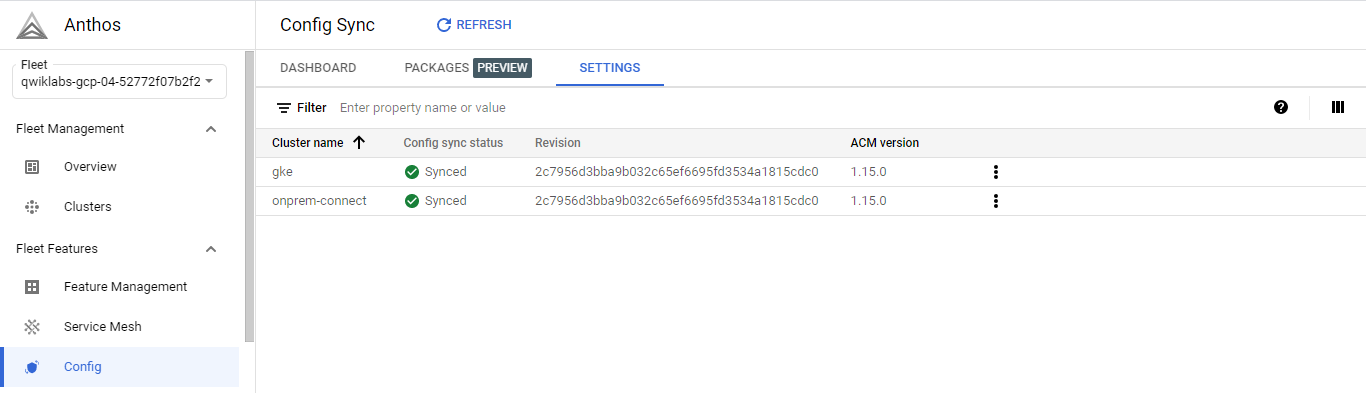 Anthos
Config Sync
REFRESH
Fleet
qwiklabs-gcp-04-52772f07b2f2
DASHBOARD
PACKAGES PREVIEW
SETTINGS
Filter Enter property name or value
Fleet Management
Overview
Clusters
Fleet Features
Feature Management
Service Mesh
Config
Cluster name Config sync status Revision ACM version
gke Synced 2c7956d3bba9b032c65ef6695fd3534a1815cdc0 1.15.0
onprem-connect Synced 2c7956d3bba9b032c65ef6695fd3534a1815cdc0 1.15.0